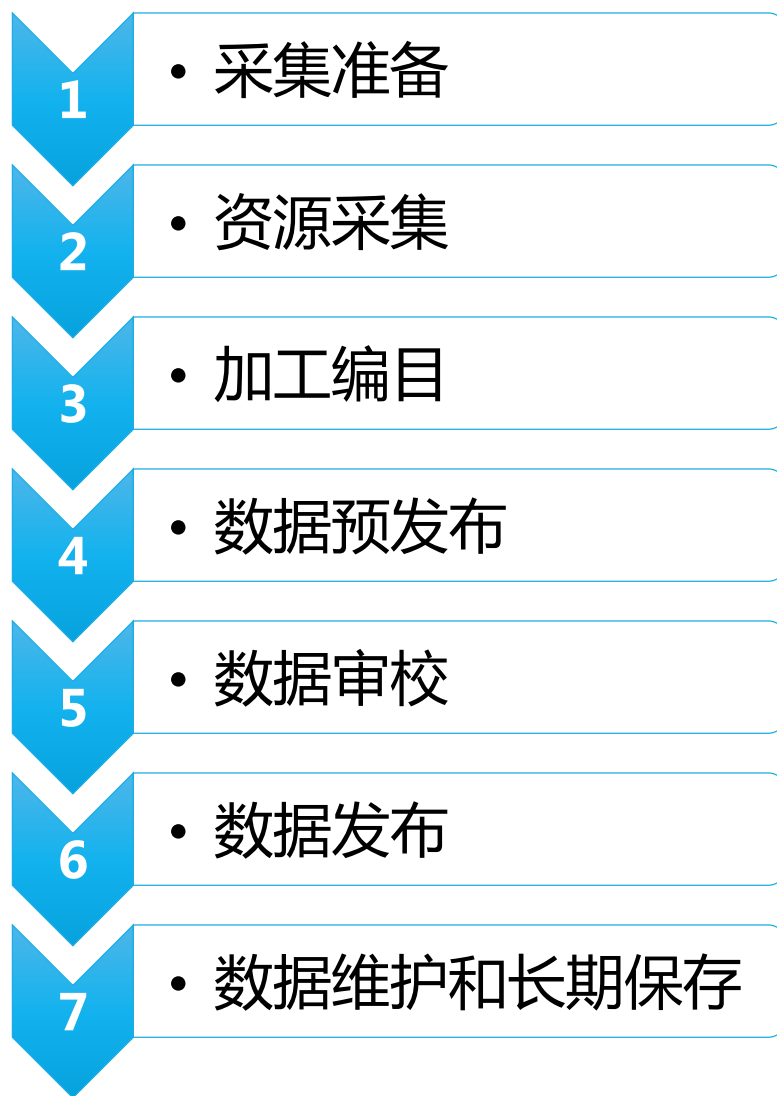 1
• 采集准备
2
• 资源采集
3
• 加工编目
4
• 数据预发布
5
• 数据审校
6
• 数据发布
7
• 数据维护和长期保存